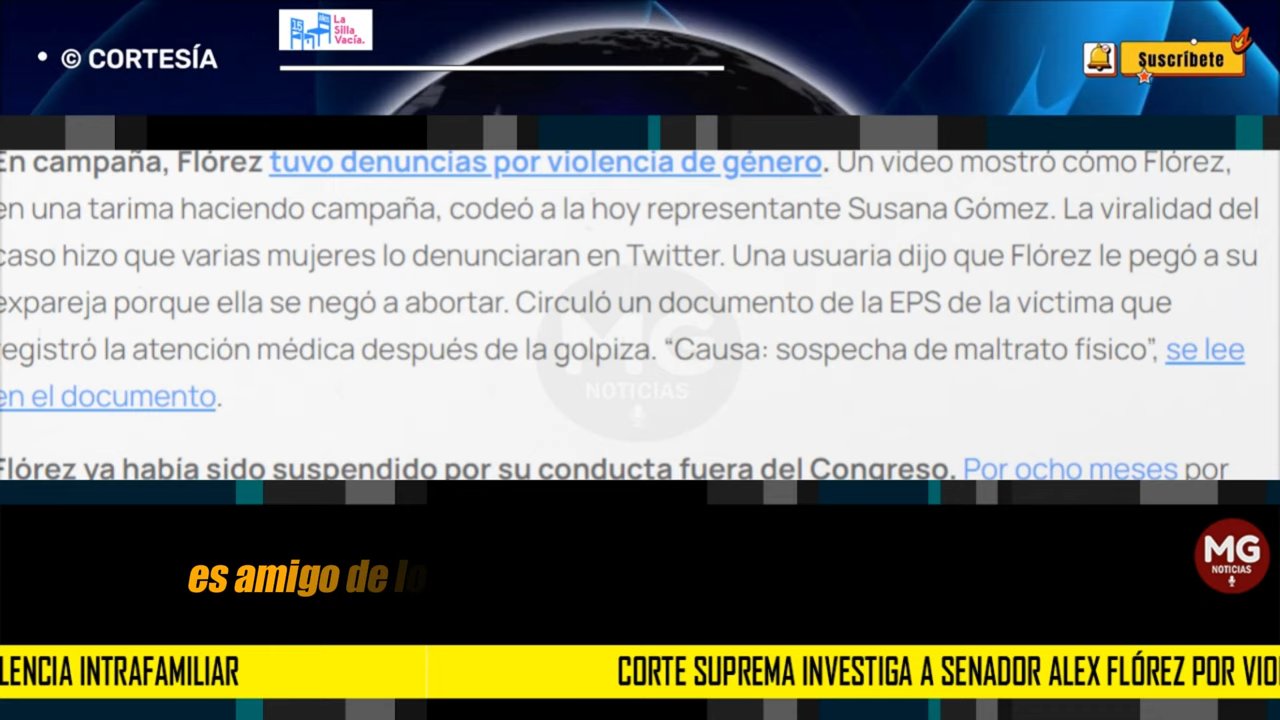 • © CORTESÍA
15 AÑOS
La
Silla
Vacía.
Suscríbete
En campaña, Flórez tuvo denuncias por violencia de género. Un video mostró cómo Flórez,
en una tarima haciendo campaña, codeó a la hoy representante Susana Gómez. La viralidad del
caso hizo que varias mujeres lo denunciaran en Twitter. Una usuaria dijo que Flórez le pegó a su
expareja porque ella se negó a abortar. Circuló un documento de la EPS de la víctima que
registró la atención médica después de la golpiza. “Causa: sospecha de maltrato físico”, se lee
en el documento.
MG
NOTICIAS
Flórez ya había sido suspendido por su conducta fuera del Congreso. Por ocho meses por
es amigo de lo
MG
NOTICIAS
LENCIA INTRAFAMILIAR
CORTE SUPREMA INVESTIGA A SENADOR ALEX FLÓREZ POR VIO